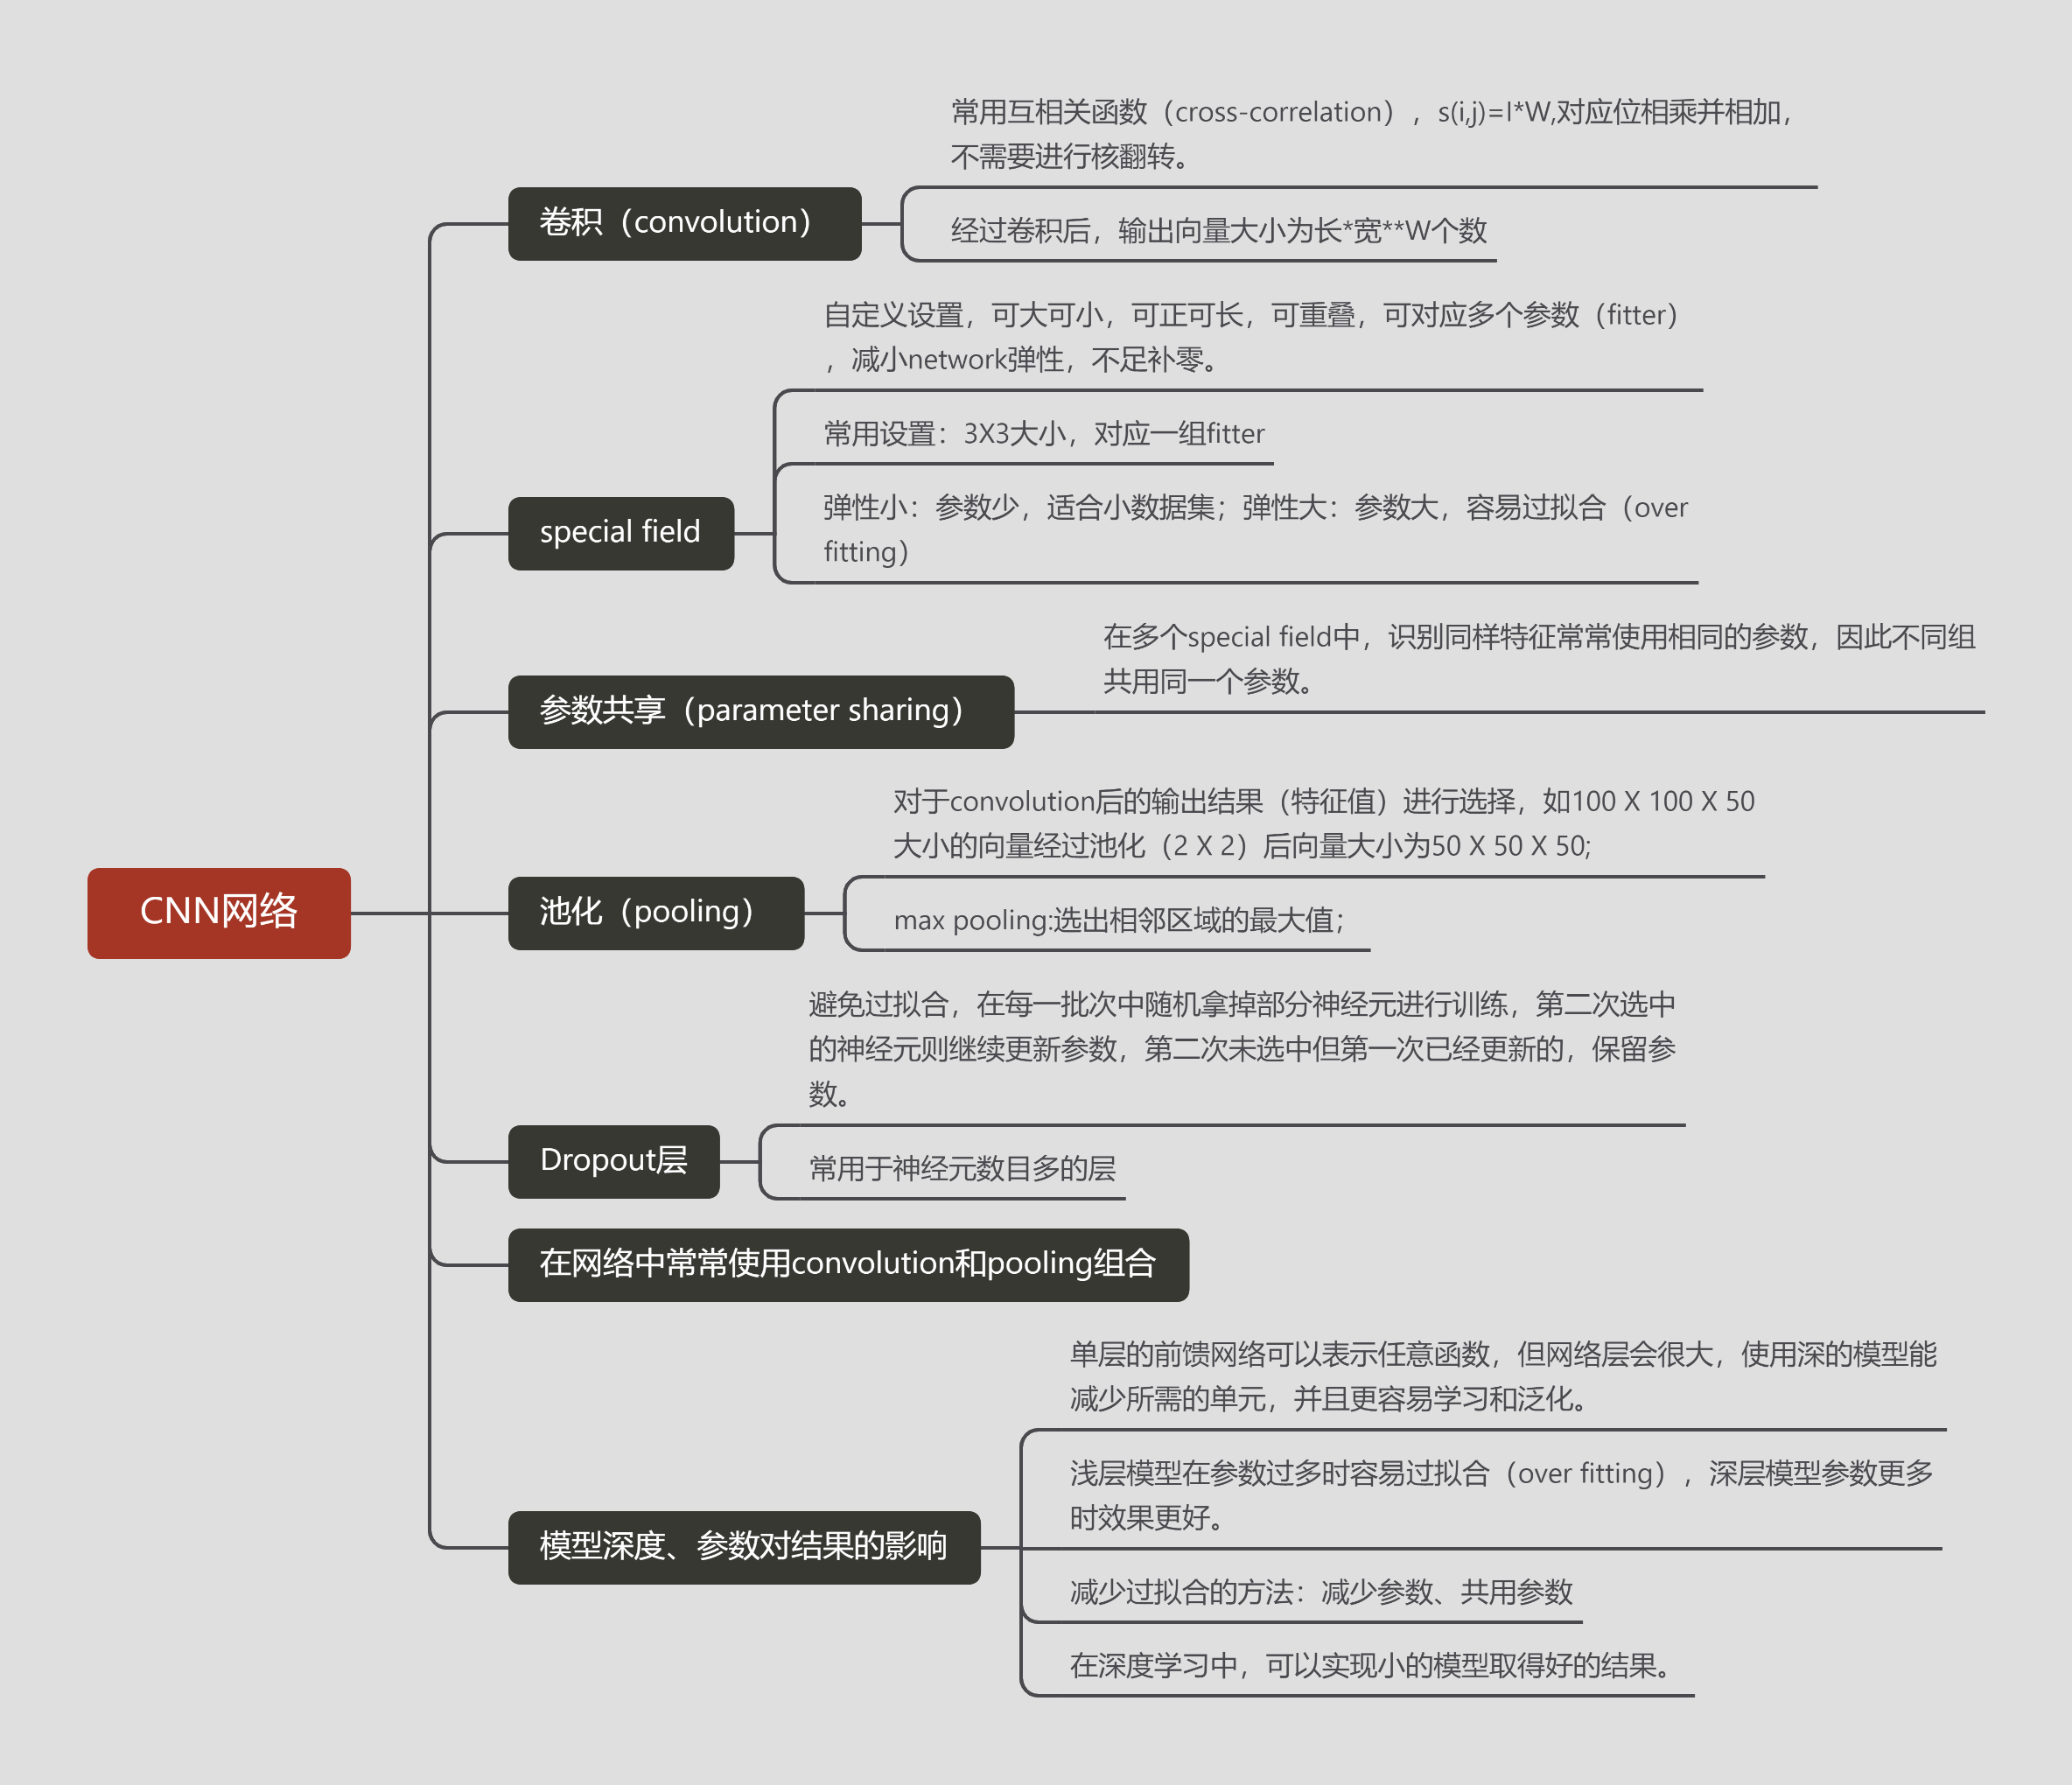 常用互相关函数（cross-correlation），s(i,j)=I*W,对应位相乘并相加，
不需要进行核翻转。
卷积（convolution）
经过卷积后，输出向量大小为长*宽**W个数
自定义设置，可大可小，可正可长，可重叠，可对应多个参数（fitter）
，减小network弹性，不足补零。
常用设置：3X3大小，对应一组fitter
special field
弹性小：参数少，适合小数据集；弹性大：参数大，容易过拟合（over
fitting）
在多个special field中，识别同样特征常常使用相同的参数，因此不同组
共用同一个参数。
参数共享（parameter sharing）
对于convolution后的输出结果（特征值）进行选择，如100 X 100 X 50
大小的向量经过池化（2 X 2）后向量大小为50 X 50 X 50;
CNN网络
池化（pooling）
max pooling:选出相邻区域的最大值；
避免过拟合，在每一批次中随机拿掉部分神经元进行训练，第二次选中
的神经元则继续更新参数，第二次未选中但第一次已经更新的，保留参
数。
Dropout层
常用于神经元数目多的层
在网络中常常使用convolution和pooling组合
单层的前馈网络可以表示任意函数，但网络层会很大，使用深的模型能
减少所需的单元，并且更容易学习和泛化。
浅层模型在参数过多时容易过拟合（over fitting），深层模型参数更多
时效果更好。
模型深度、参数对结果的影响
减少过拟合的方法：减少参数、共用参数
在深度学习中，可以实现小的模型取得好的结果。